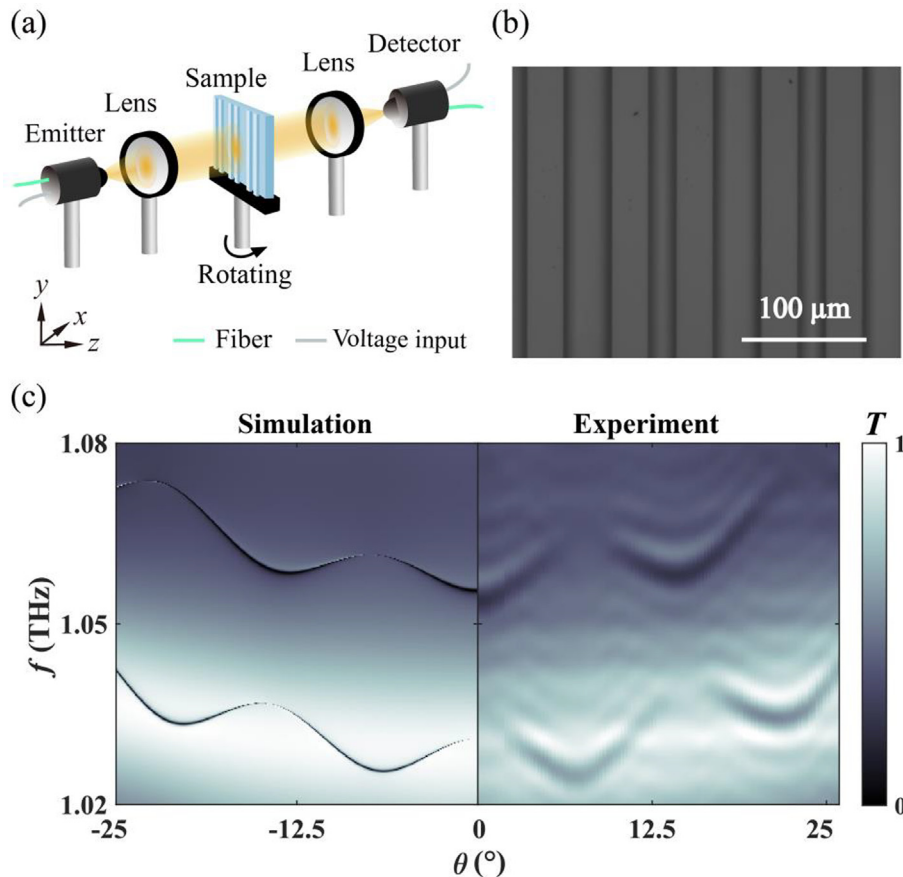 (a)
Detector
Lens
Sample
Lens
Emitter
Rotating
y
x
z
Fiber
Voltage input
(b)
100 μm
(c)
Simulation
Experiment
T
1.08
1.05
1.02
f (THz)
-25
-12.5
0
12.5
25
θ (°)
1
0